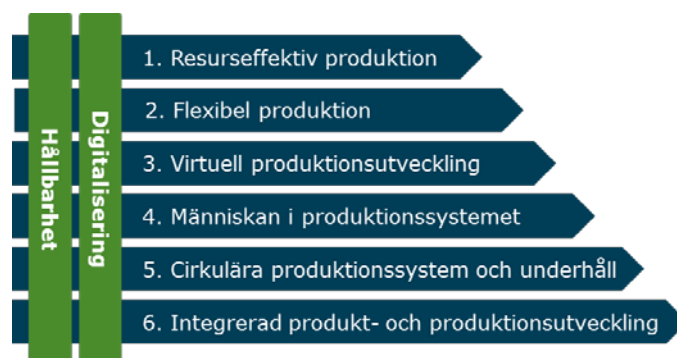 Hållbarhet
Digitalisering
1. Resurseffektiv produktion
2. Flexibel produktion
3. Virtuell produktionsutveckling
4. Människan i produktionssystemet
5. Cirkulära produktionssystem och underhåll
6. Integrerad produkt- och produktionsutveckling